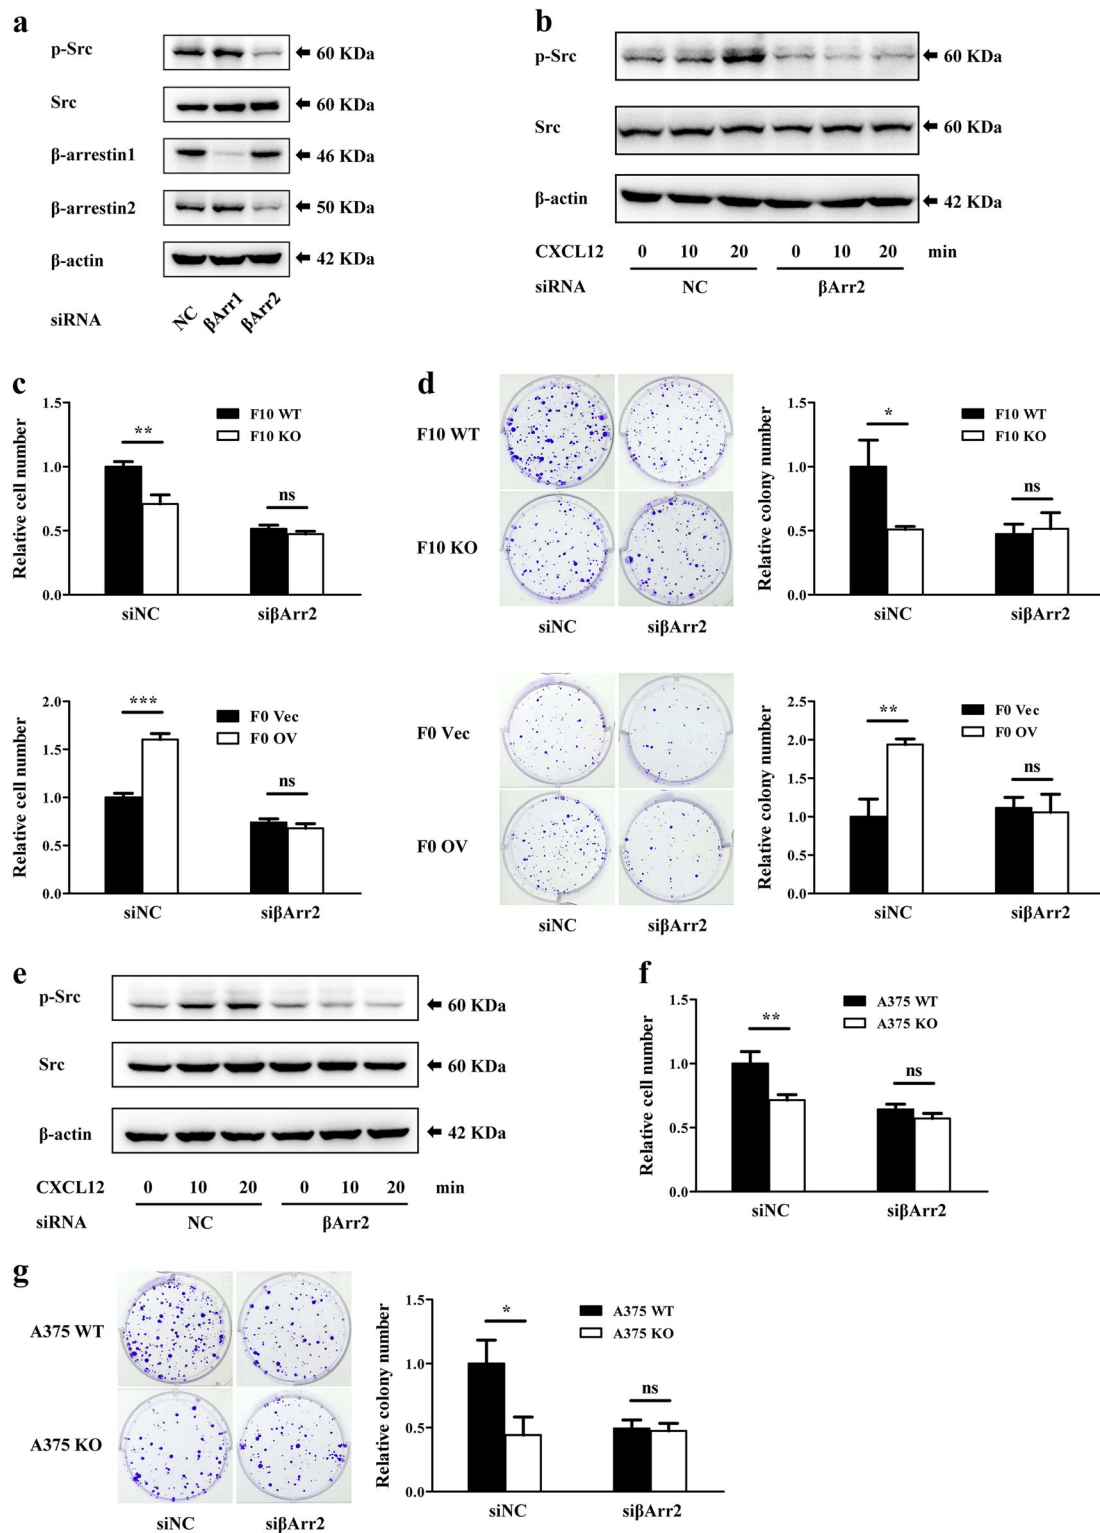 a
p-Src
60 KDa
Src
60 KDa
β-arrestin1
46 KDa
β-arrestin2
50 KDa
β-actin
42 KDa
siRNA
NC βArr1 βArr2
b
p-Src
60 KDa
Src
60 KDa
β-actin
42 KDa
CXCL12 0 10 20 0 10 20 min
siRNA NC βArr2
c
Relative cell number
1.5
1.0
0.5
0.0
**
ns
F10 WT
F10 KO
siNC siβArr2
Relative cell number
2.0
1.5
1.0
0.5
0.0
***
ns
F0 Vec
F0 OV
siNC siβArr2
d
F10 WT
F10 KO
siNC siβArr2
Relative colony number
1.5
1.0
0.5
0.0
*
ns
F10 WT
F10 KO
siNC siβArr2
F0 Vec
F0 OV
siNC siβArr2
Relative colony number
2.5
2.0
1.5
1.0
0.5
0.0
**
ns
F0 Vec
F0 OV
siNC siβArr2
e
p-Src
60 KDa
Src
60 KDa
β-actin
42 KDa
CXCL12 0 10 20 0 10 20 min
siRNA NC βArr2
f
Relative cell number
1.5
1.0
0.5
0.0
**
ns
A375 WT
A375 KO
siNC siβArr2
g
A375 WT
A375 KO
siNC siβArr2
Relative colony number
1.5
1.0
0.5
0.0
*
ns
A375 WT
A375 KO
siNC siβArr2